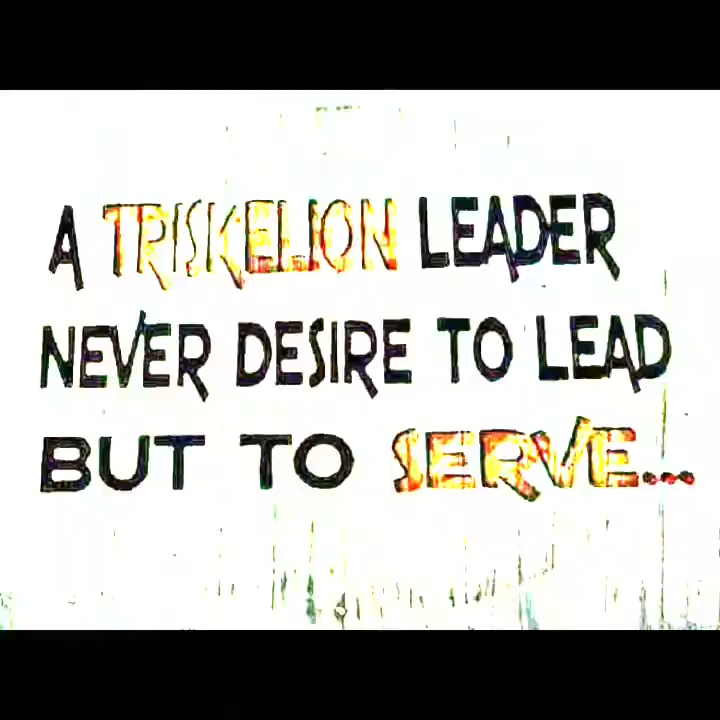 A TRISKELION LEADER
NEVER DESIRE TO LEAD
BUT TO SERVE...